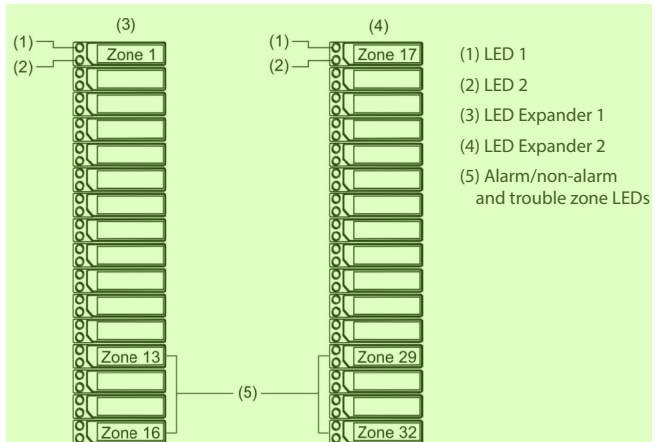 (3)
(4)
(1)
(2)
Zone 1
(1)
(2)
Zone 17
Zone 13
Zone 29
(5)
Zone 16
Zone 32
(1) LED 1
(2) LED 2
(3) LED Expander 1
(4) LED Expander 2
(5) Alarm/non-alarm
and trouble zone LEDs